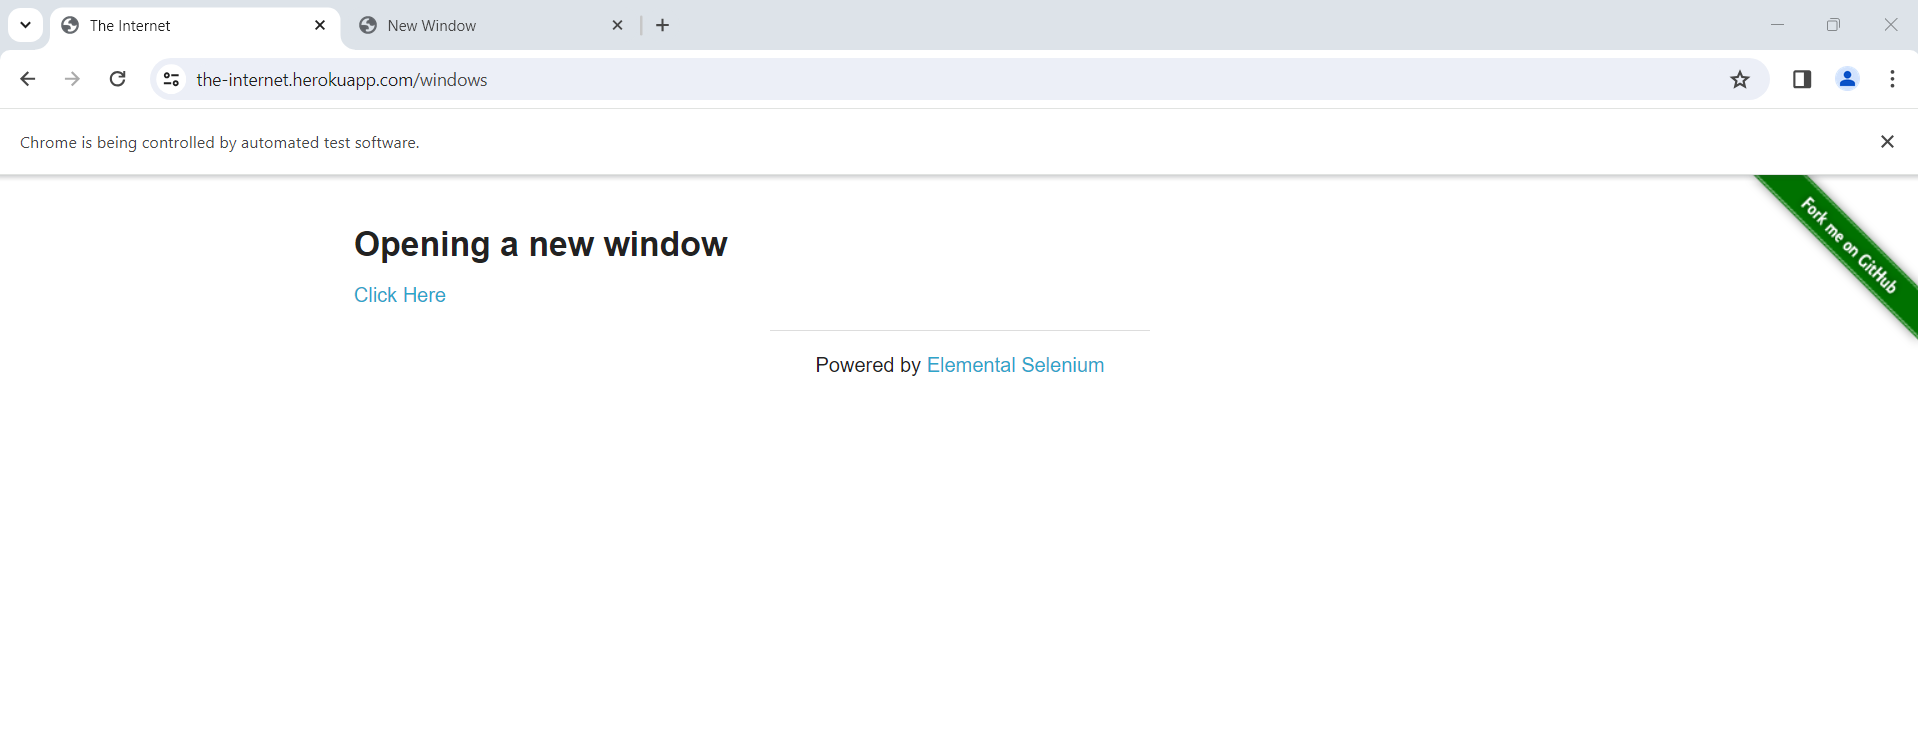 The Internet
New Window
the-internet.herokuapp.com/windows
Chrome is being controlled by automated test software.
Fork me on GitHub
Opening a new window
Click Here
Powered by Elemental Selenium